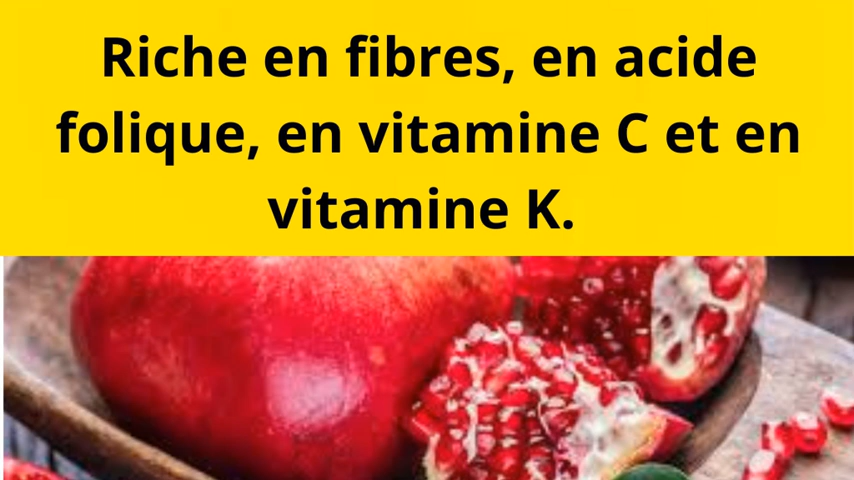 Riche en fibres, en acide
folique, en vitamine C et en
vitamine K.